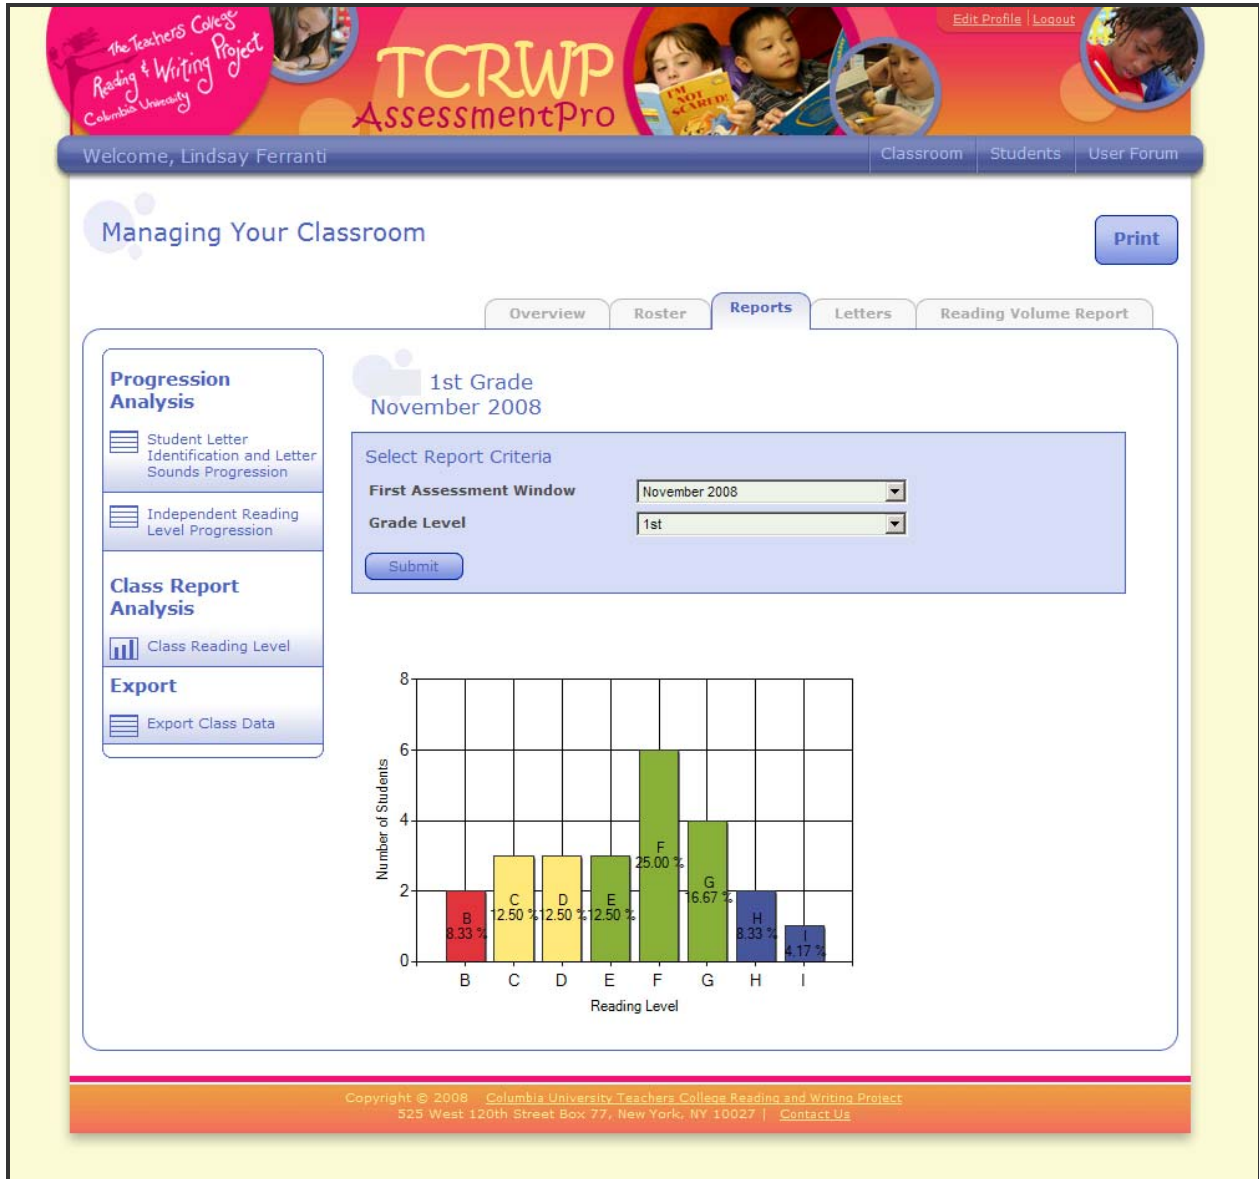 The Teachers College
Reading & Writing Project
Columbia University
TCRWP
AssessmentPro
I'M
NOT
SCARED!
Edit Profile | Logout
Welcome, Lindsay Ferranti
Classroom Students User Forum
Managing Your Classroom
Print
Overview Roster Reports Letters Reading Volume Report
Progression
Analysis
Student Letter
Identification and Letter
Sounds Progression
Independent Reading
Level Progression
Class Report
Analysis
Class Reading Level
Export
Export Class Data
1st Grade
November 2008
Select Report Criteria
First Assessment Window November 2008
Grade Level 1st
Submit
8
6
4
2
0
Number of Students
B
8.33 %
C
12.50 %
D
12.50 %
E
12.50 %
F
25.00 %
G
16.67 %
H
8.33 %
I
4.17 %
B C D E F G H I
Reading Level
Copyright © 2008 Columbia University Teachers College Reading and Writing Project
525 West 120th Street Box 77, New York, NY 10027 | Contact Us